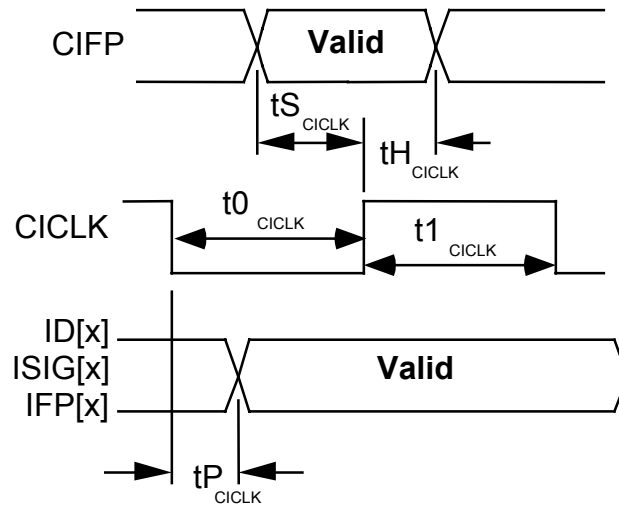 CIFP Valid
tS CICLK
tH CICLK
CICLK t0 CICLK t1 CICLK
ID[x]
ISIG[x] Valid
IFP[x]
tP CICLK